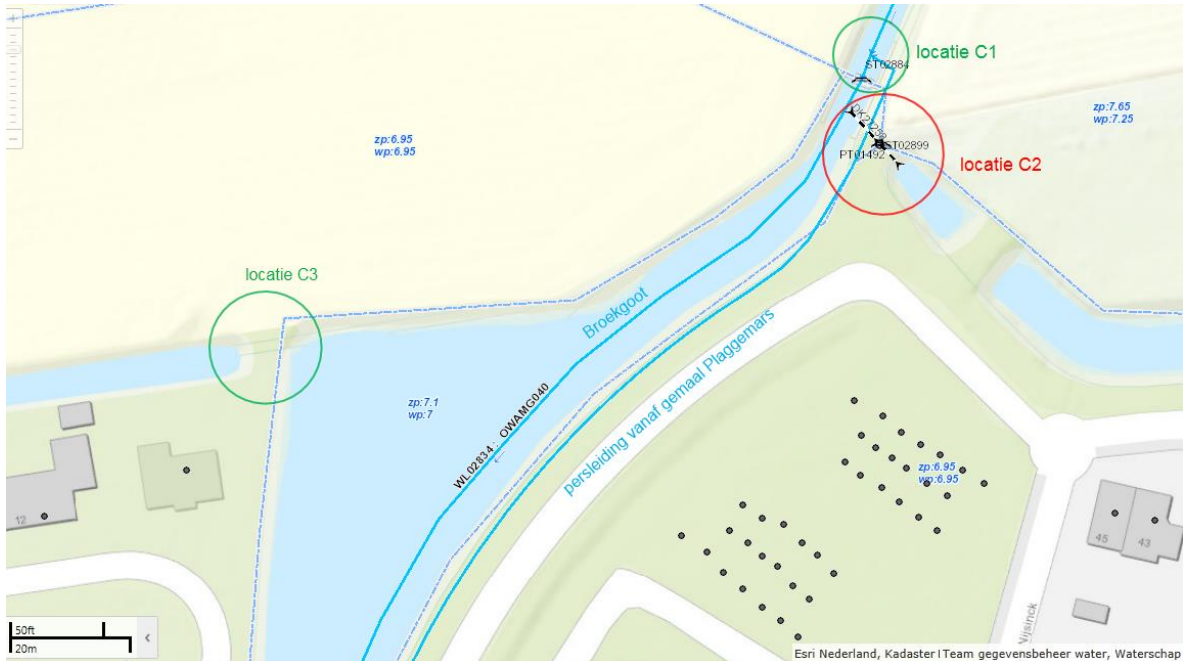 +
-
locatie C1
ST02884
zp:6.95
wp:6.95
zp:7.65
wp:7.25
DK21258
PT01492
ST02899
locatie C2
locatie C3
Broekgoot
zp:7.1
wp:7
WL02834 : OWAMG040
persleiding vanaf gemaal Plaggemars
zp:6.95
wp:6.95
12
45
43
Nijsinck
50ft
20m
<
Esri Nederland, Kadaster | Team gegevensbeheer water, Waterschap